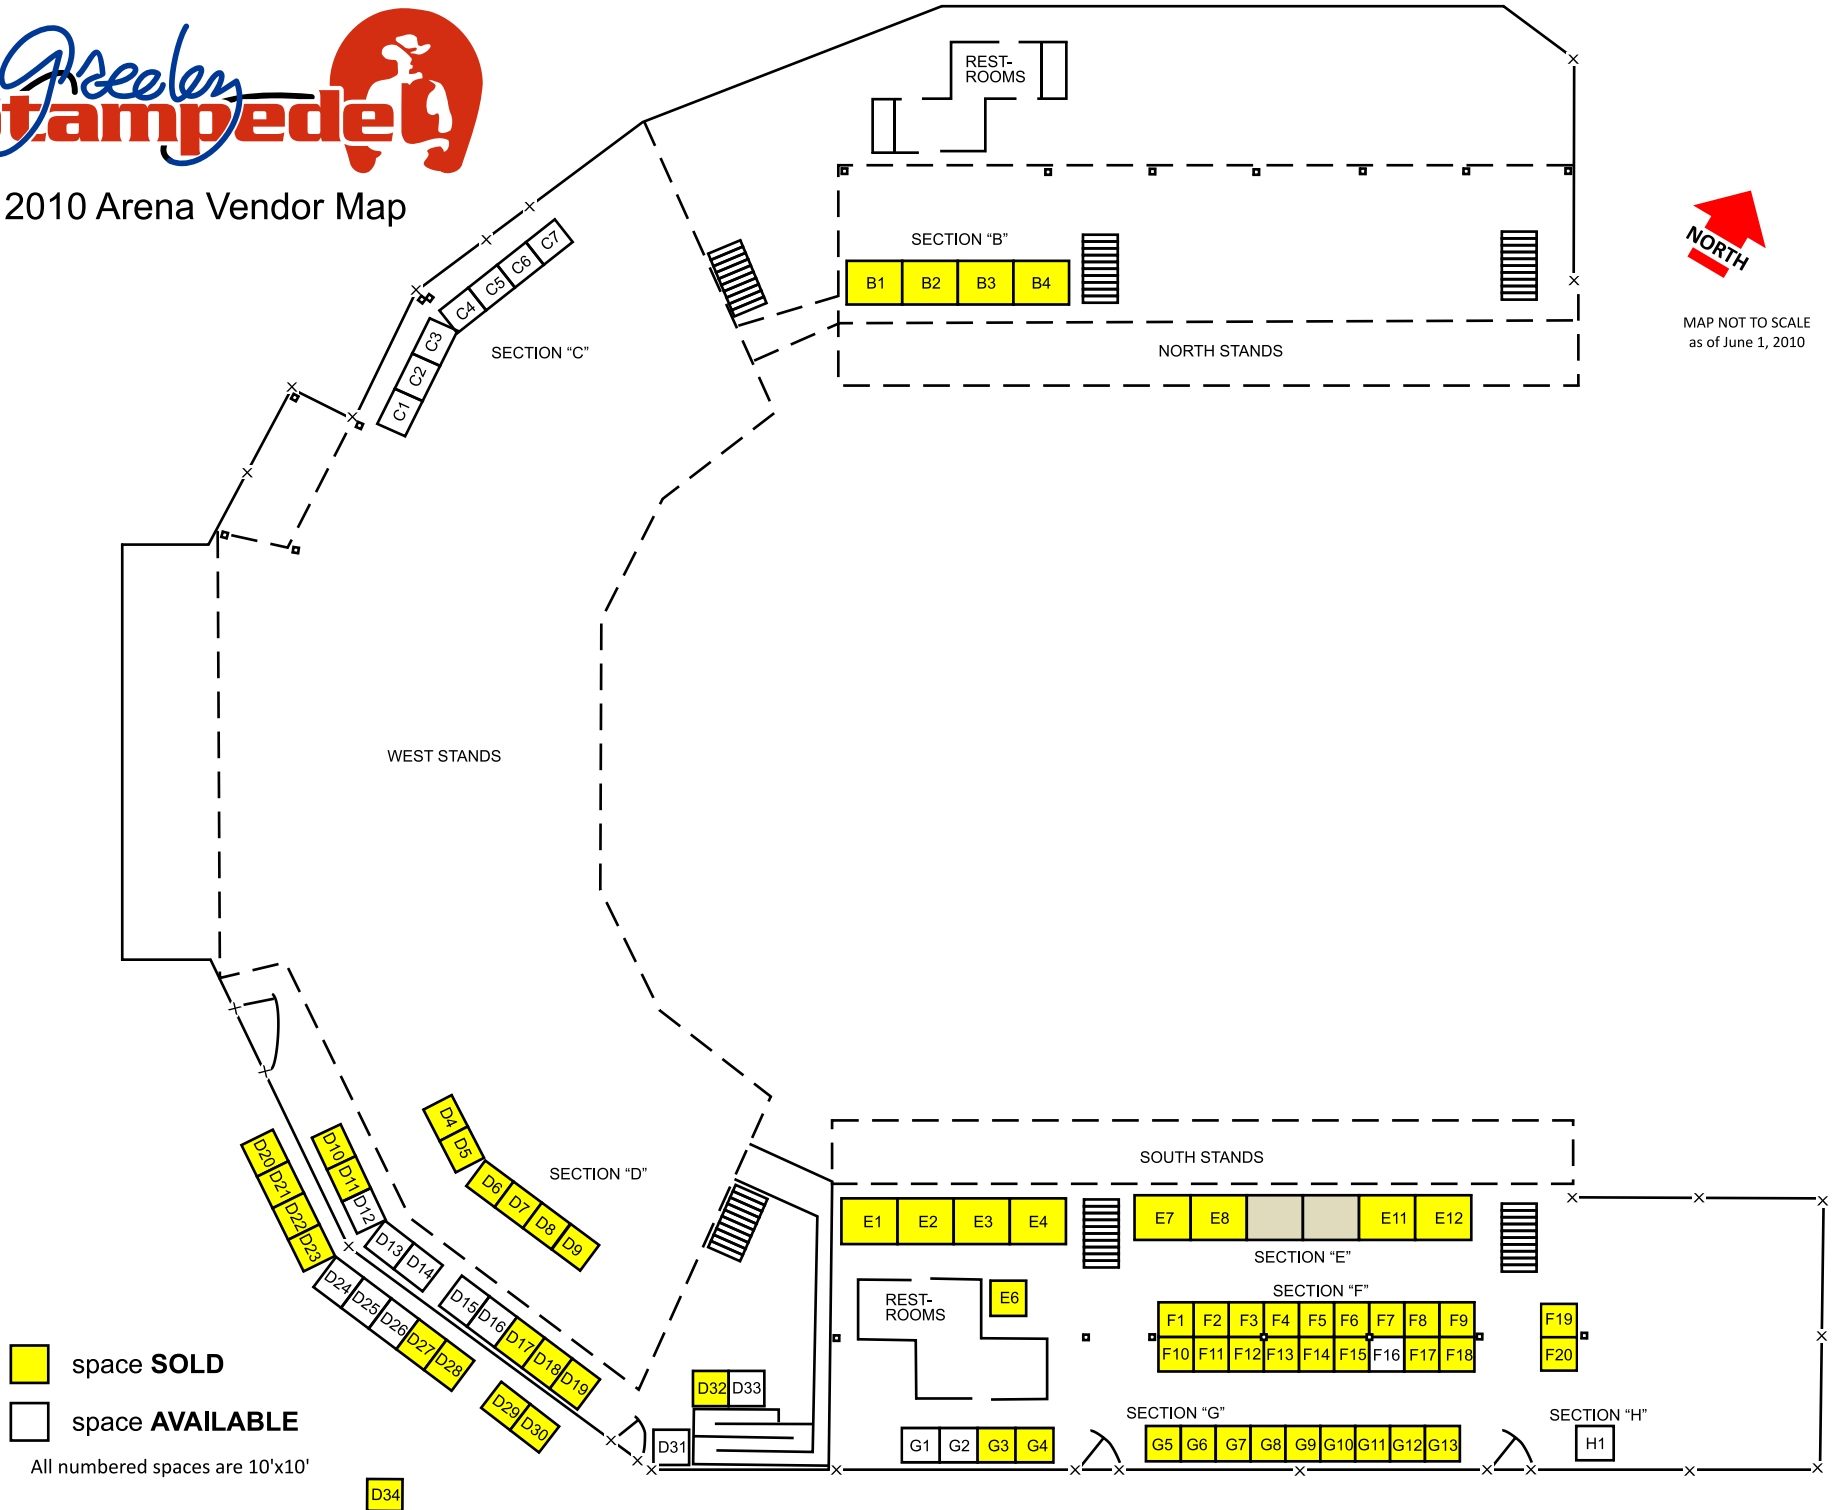 Greeley
Stampede
2010 Arena Vendor Map
REST-
ROOMS
SECTION “B”
B1 B2 B3 B4
NORTH STANDS
NORTH
MAP NOT TO SCALE
as of June 1, 2010
C7
C6
C5
C4
C3
C2
C1
SECTION “C”
WEST STANDS
D4
D5
D6
D7
D8
D9
SECTION “D”
D10
D11
D12
D13
D14
D15
D16
D17
D18
D19
D20
D21
D22
D23
D24
D25
D26
D27
D28
D29
D30
D31
D32 D33
D34
SOUTH STANDS
E1 E2 E3 E4
E7 E8 E11 E12
SECTION “E”
E6
REST-
ROOMS
SECTION “F”
F1 F2 F3 F4 F5 F6 F7 F8 F9
F10 F11 F12 F13 F14 F15 F16 F17 F18
F19
F20
SECTION “G”
G1 G2 G3 G4
G5 G6 G7 G8 G9 G10 G11 G12 G13
SECTION “H”
H1
space SOLD
space AVAILABLE
All numbered spaces are 10'x10'